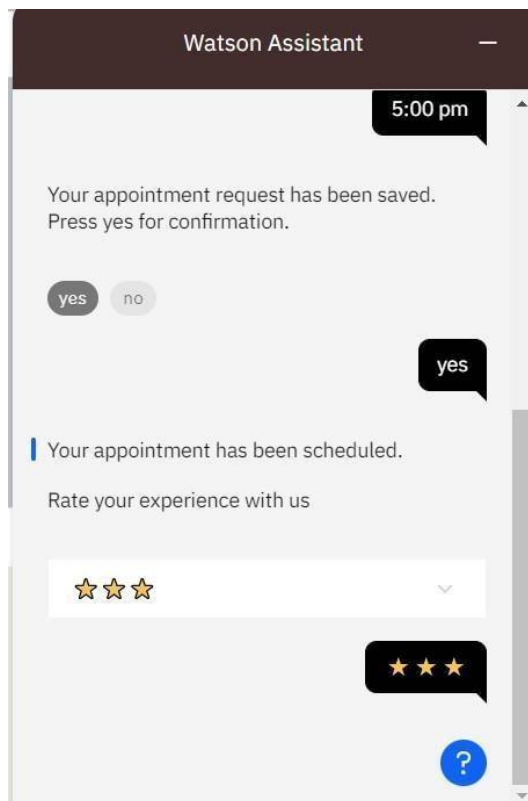 Watson Assistant
5:00 pm
Your appointment request has been saved.
Press yes for confirmation.
yes no
yes
Your appointment has been scheduled.
Rate your experience with us
⭐⭐⭐
★ ★ ★
?